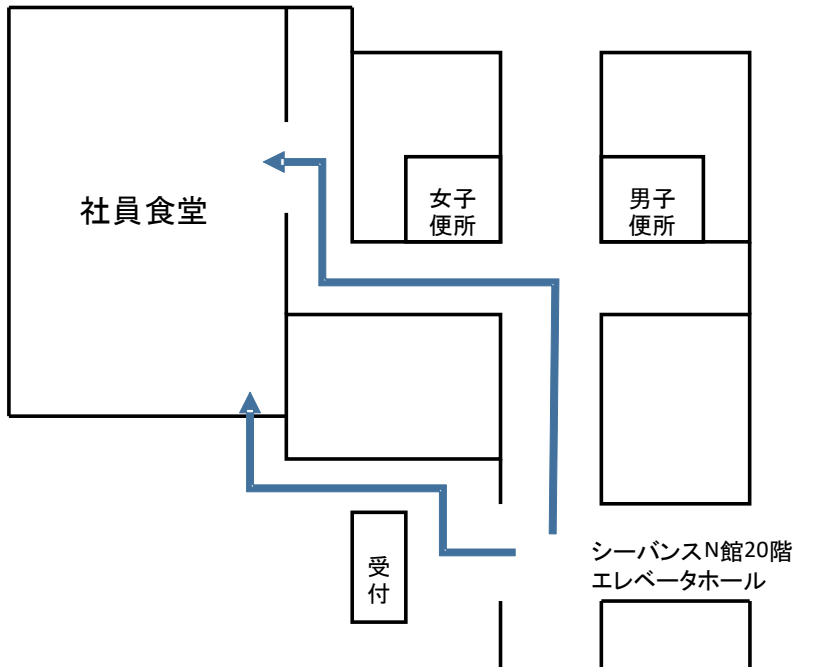 社員食堂
女子
便所
男子
便所
受
付
シーバンスN館20階
エレベータホール